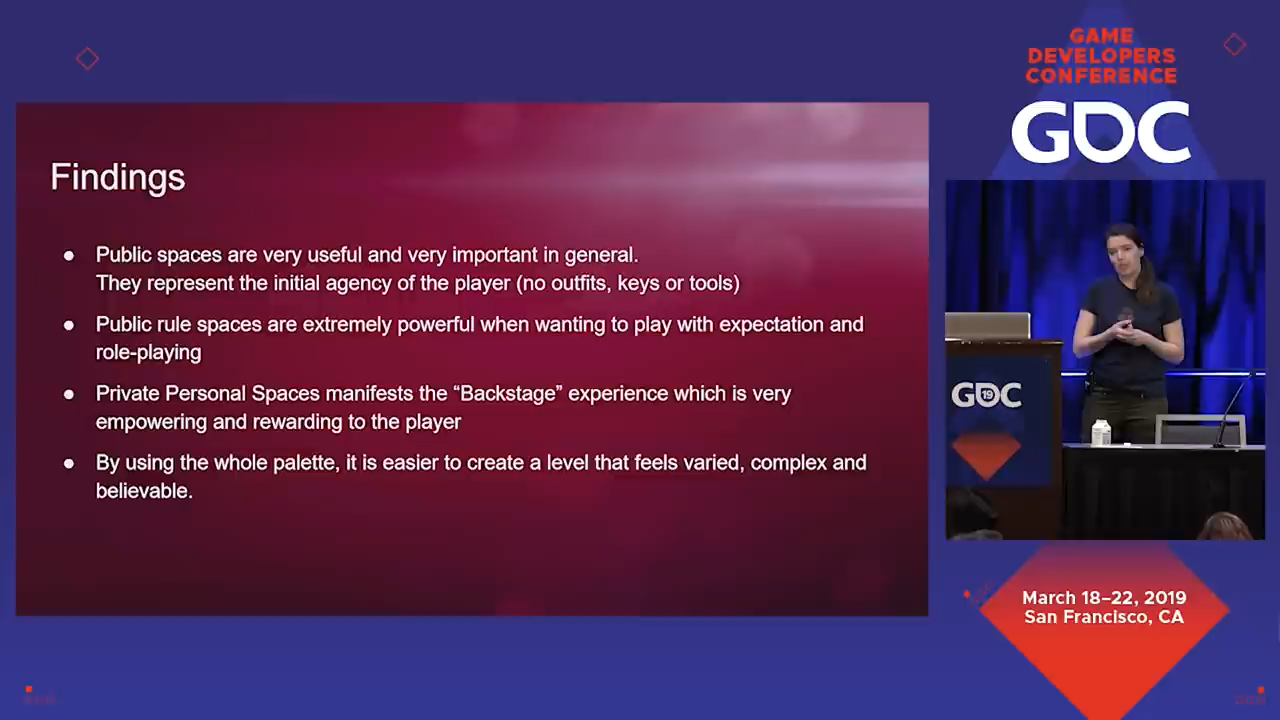 GAME
DEVELOPERS
CONFERENCE
GDC
Findings
● Public spaces are very useful and very important in general.
They represent the initial agency of the player (no outfits, keys or tools)
● Public rule spaces are extremely powerful when wanting to play with expectation and
role-playing
● Private Personal Spaces manifests the “Backstage” experience which is very
empowering and rewarding to the player
● By using the whole palette, it is easier to create a level that feels varied, complex and
believable.
GDC
19
March 18–22, 2019
San Francisco, CA